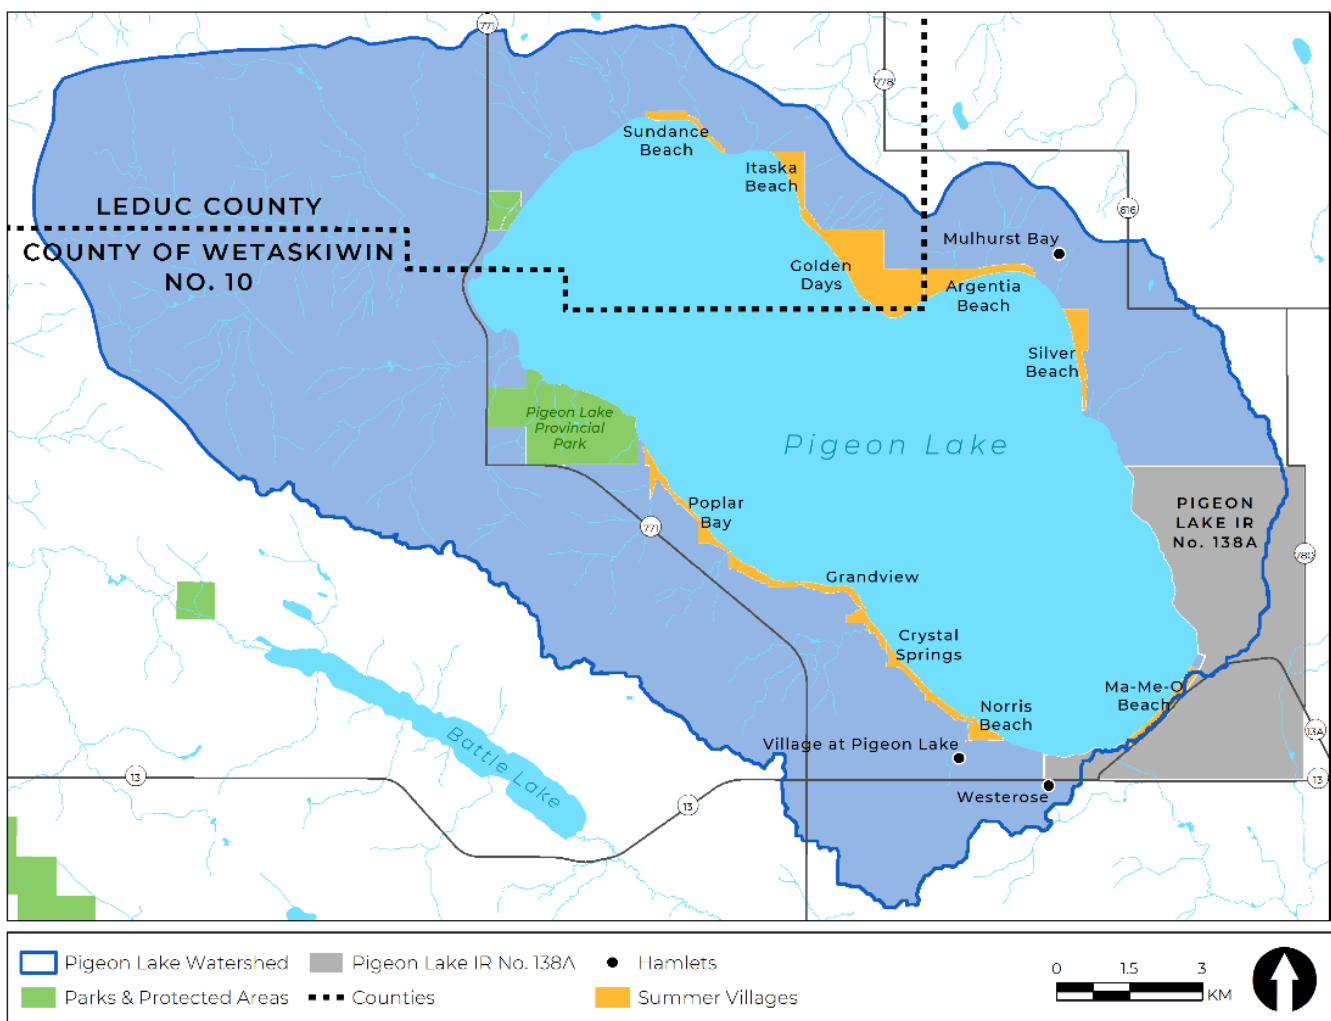 771
778
Sundance
Beach
Itaska
Beach
LEDUC COUNTY
616
COUNTY OF WETASKIWIN
NO. 10
Mulhurst Bay
Golden
Days
Argentia
Beach
Silver
Beach
Pigeon Lake
Provincial
Park
Pigeon Lake
PIGEON
LAKE IR
No. 138A
Poplar
Bay
771
780
Grandview
Crystal
Springs
Ma-Me-O
Beach
Norris
Beach
13A
Village at Pigeon Lake
Battle Lake
13
13
13
Westerose
Pigeon Lake Watershed
Pigeon Lake IR No. 138A
Hamlets
Parks & Protected Areas
Counties
Summer Villages
0 1.5 3
KM